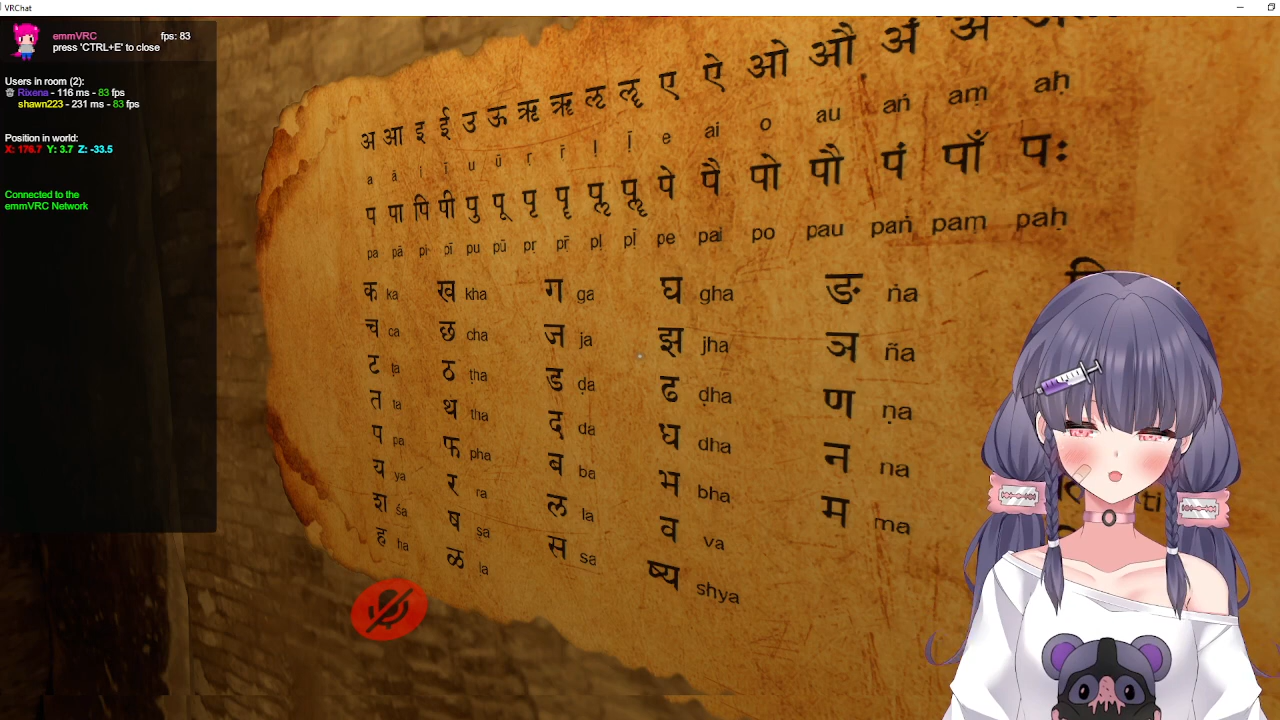 VRChat
emmVRC fps: 83
press 'CTRL+E' to close
Users in room (2):
Rixena - 116 ms - 83 fps
shawn223 - 231 ms - 83 fps
Position in world:
X: 176.7 Y: 3.7 Z: -33.5
Connected to the
emmVRC Network
अ आ इ ई उ ऊ ऋ ॠ ऌ ॡ ए ऐ ओ औ अं
a ā i ī u ū ṛ ṝ ḷ ḹ e ai o au aṅ aṃ aḥ
प पा पि पी पु पू पृ पॄ पॢ पॣ पे पै पो पौ पं पाँ पः
pa pā pi pī pu pū pṛ pṝ pḷ pḹ pe pai po pau paṅ paṃ paḥ
क ka ख kha ग ga घ gha ङ ṅa
च ca छ cha ज ja झ jha ञ ña
ट ṭa ठ ṭha ड ḍa ढ ḍha ण ṇa
त ta थ tha द da ध dha न na
प pa फ pha ब ba भ bha म ma
य ya र ra ल la व va
श śa ष ṣa स sa ष्य shya
ह ha ळ ḷa
ti